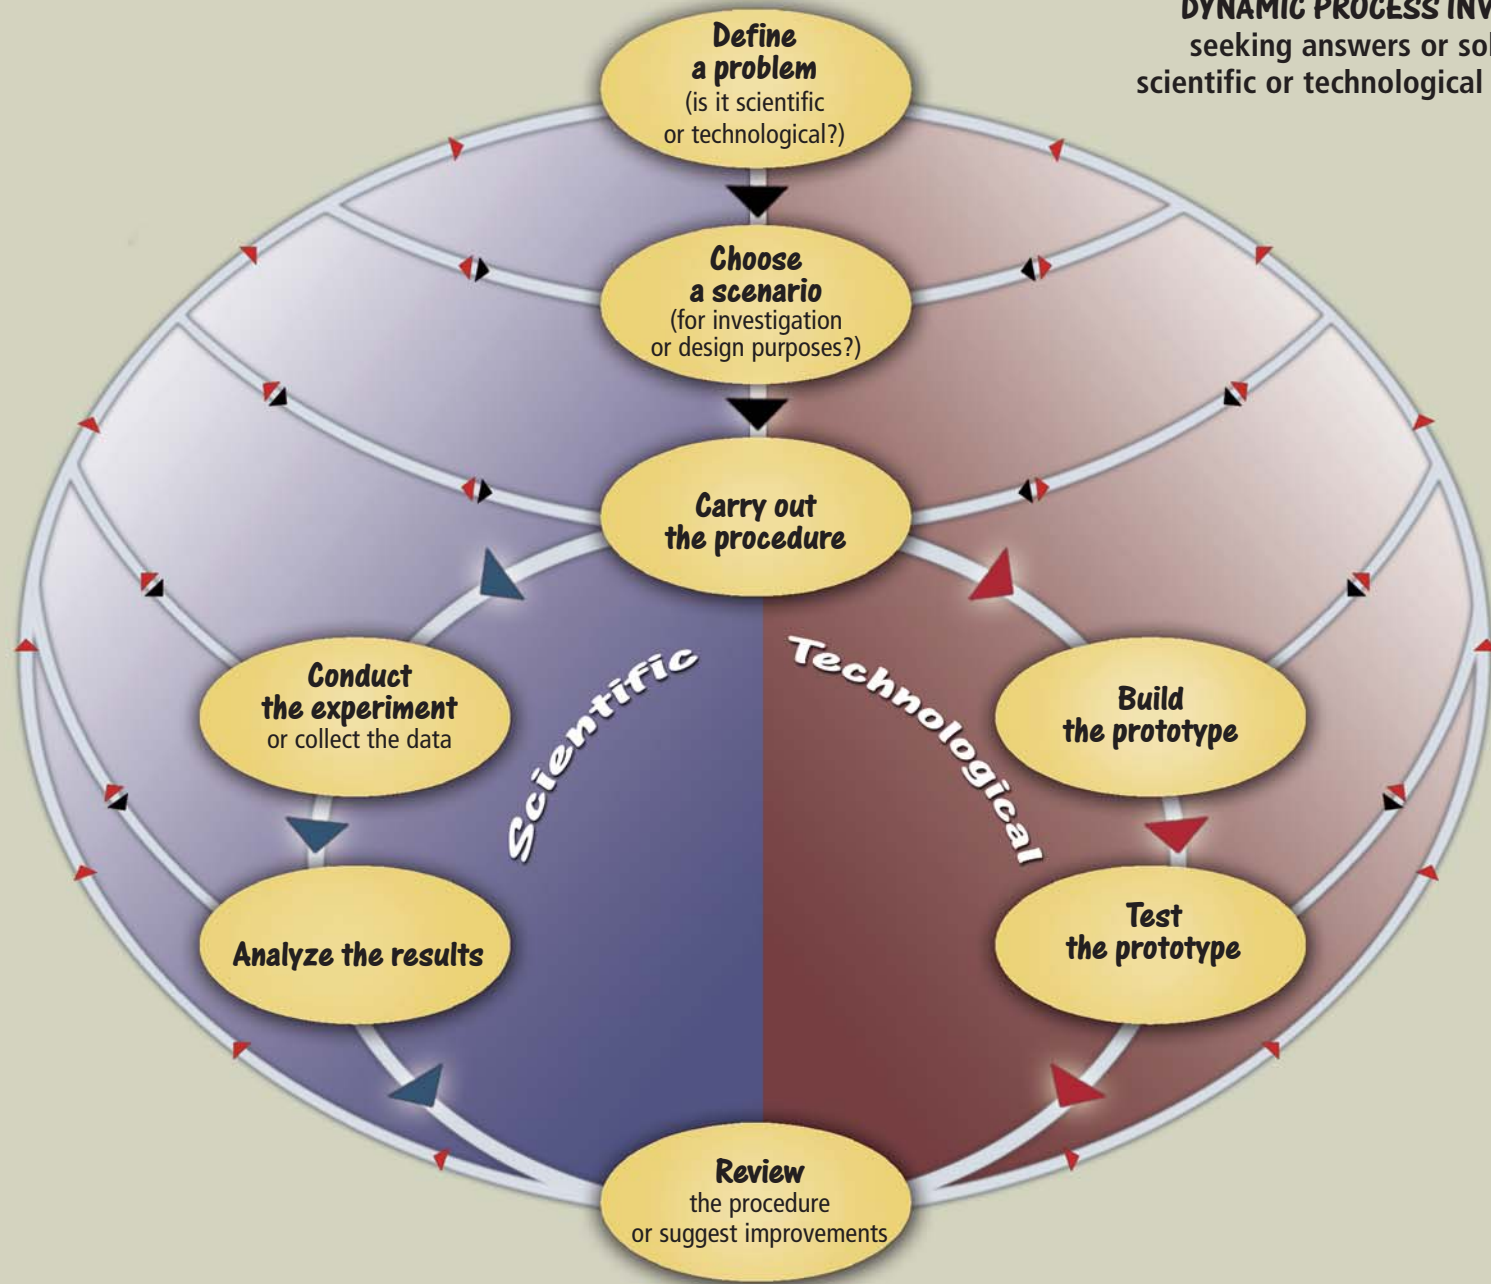 DYNAMIC PROCESS
seeking answers or
scientific or technological
Define
a problem
(is it scientific
or technological?)
Choose
a scenario
(for investigation
or design purposes?)
Carry out
the procedure
Scientific
Technological
Conduct
the experiment
or collect the data
Build
the prototype
Analyze the results
Test
the prototype
Review
the procedure
or suggest improvements